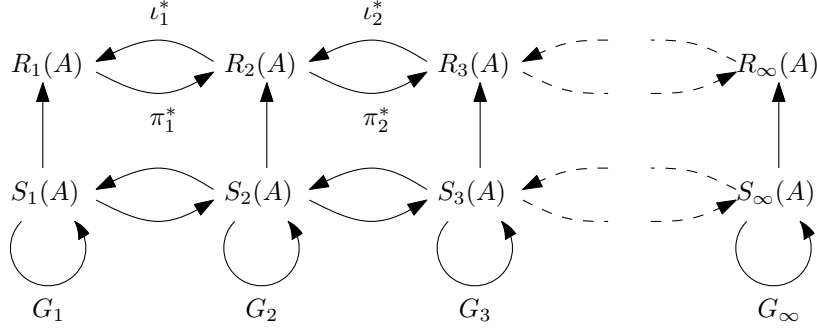 ι₁* ι₂*
R₁(A) R₂(A) R₃(A) R∞(A)
π₁* π₂*
S₁(A) S₂(A) S₃(A) S∞(A)
G₁ G₂ G₃ G∞